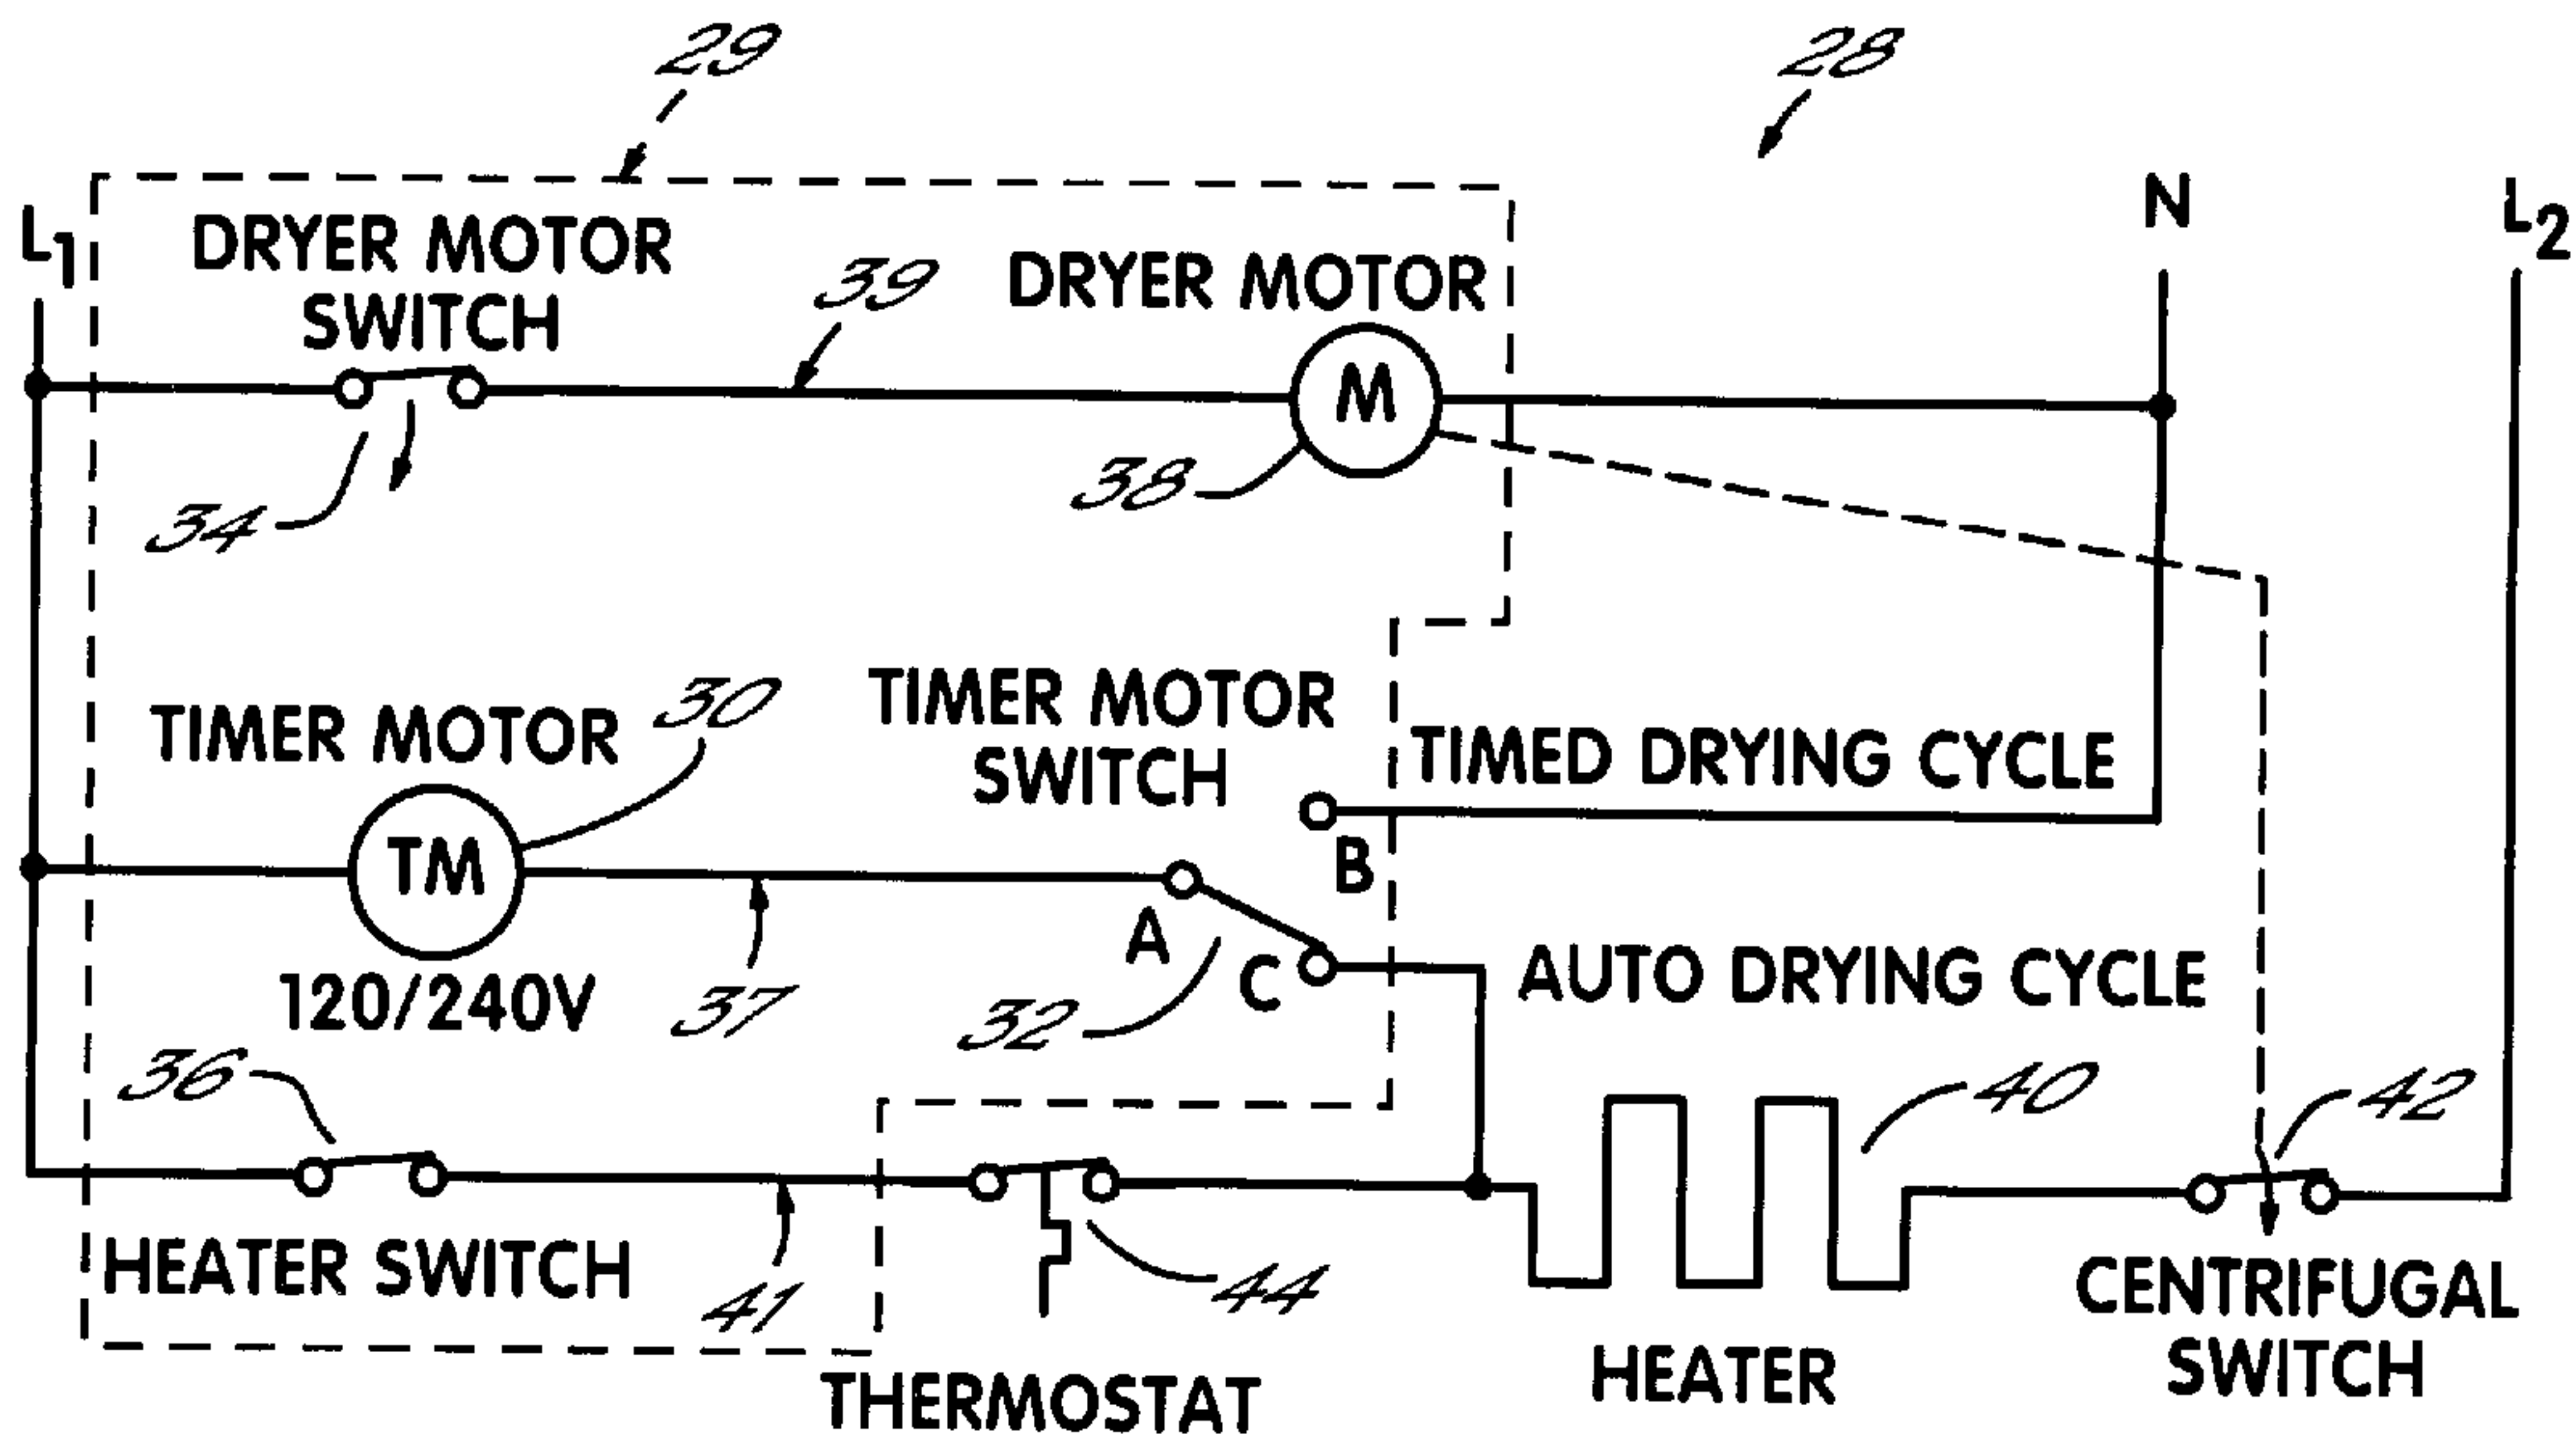 29
28
L1
N
L2
DRYER MOTOR
SWITCH
39
DRYER MOTOR
M
38
34
TIMER MOTOR
30
TIMER MOTOR
SWITCH
TIMED DRYING CYCLE
B
TM
A
C
120/240V
37
32
AUTO DRYING CYCLE
36
40
42
HEATER SWITCH
41
44
THERMOSTAT
HEATER
CENTRIFUGAL
SWITCH